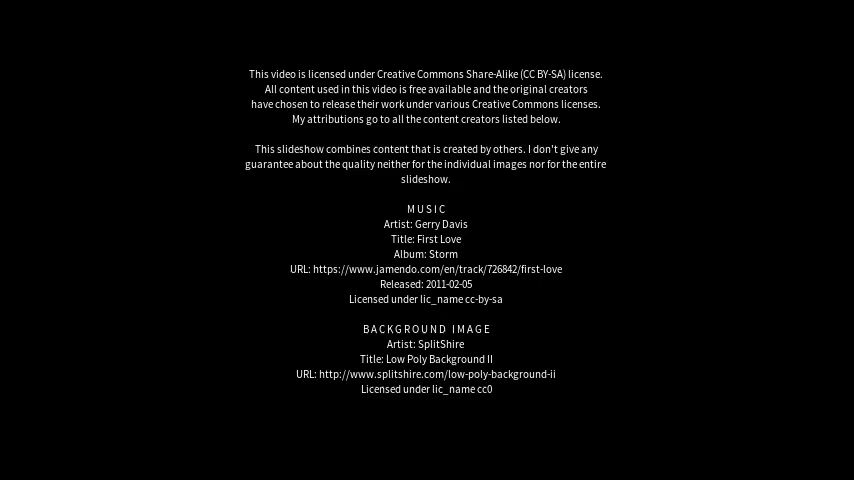 This video is licensed under Creative Commons Share-Alike (CC BY-SA) license.
All content used in this video is free available and the original creators
have chosen to release their work under various Creative Commons licenses.
My attributions go to all the content creators listed below.
This slideshow combines content that is created by others. I don't give any
guarantee about the quality neither for the individual images nor for the entire
slideshow.
MUSIC
Artist: Gerry Davis
Title: First Love
Album: Storm
URL: https://www.jamendo.com/en/track/726842/first-love
Released: 2011-02-05
Licensed under lic_name cc-by-sa
BACKGROUND IMAGE
Artist: SplitShire
Title: Low Poly Background II
URL: http://www.splitshire.com/low-poly-background-ii
Licensed under lic_name cc0